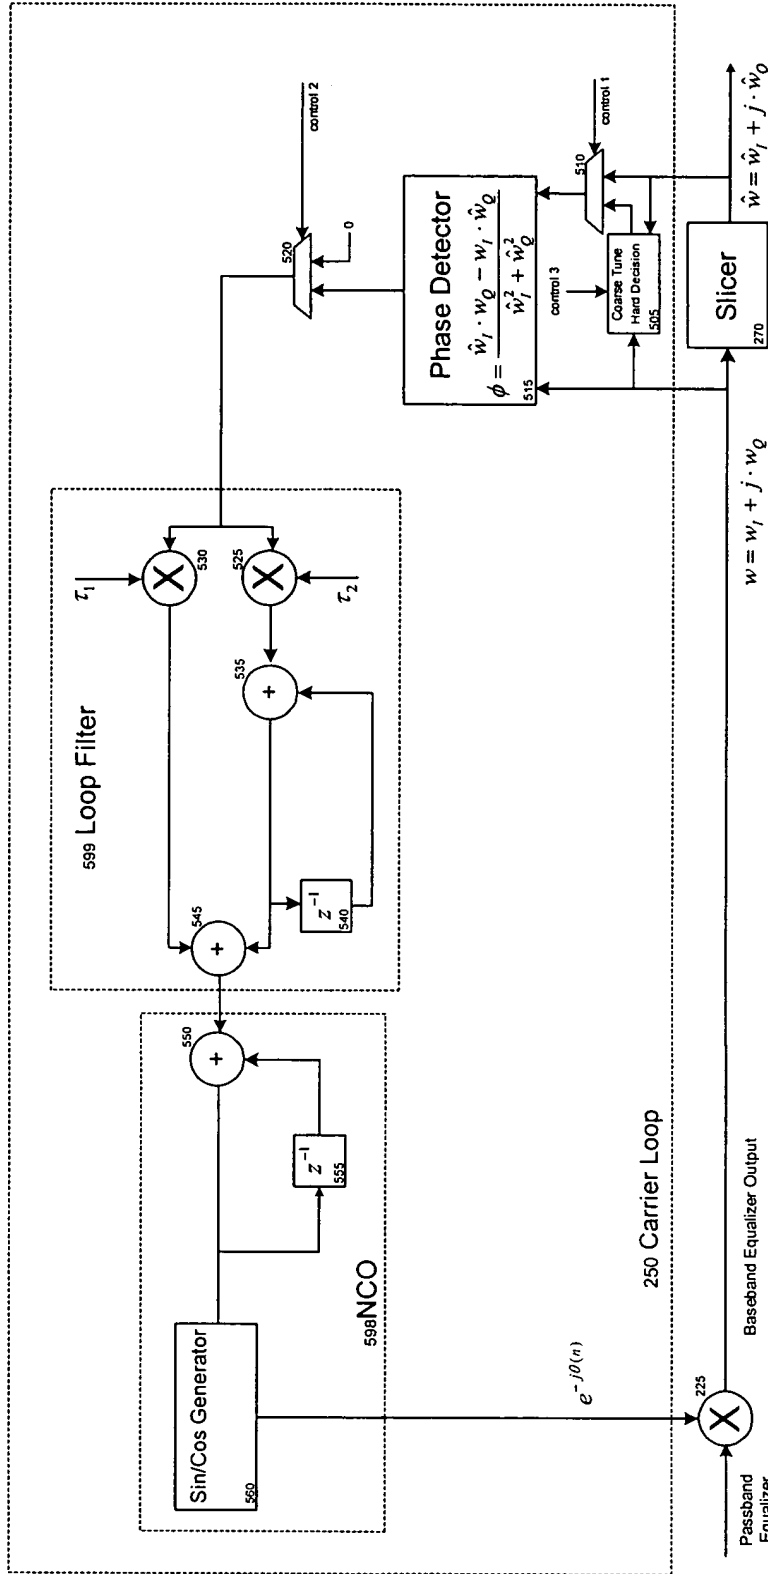 control 2
520
0
control 1
510
Phase Detector
$\phi = \dfrac{\hat{w}_I \cdot w_Q - w_I \cdot \hat{w}_Q}{\hat{w}_I^2 + \hat{w}_Q^2}$
515
control 3
Coarse Tune
Hard Decision
505
Slicer
270
$\hat{w} = \hat{w}_I + j \cdot \hat{w}_Q$
$w = w_I + j \cdot w_Q$
599 Loop Filter
$\tau_1$
X
530
X
525
$\tau_2$
+
535
$z^{-1}$
540
+
545
598 NCO
+
550
$z^{-1}$
555
Sin/Cos Generator
560
250 Carrier Loop
$e^{-j\theta(n)}$
X
225
Passband
Equalizer
Baseband Equalizer Output